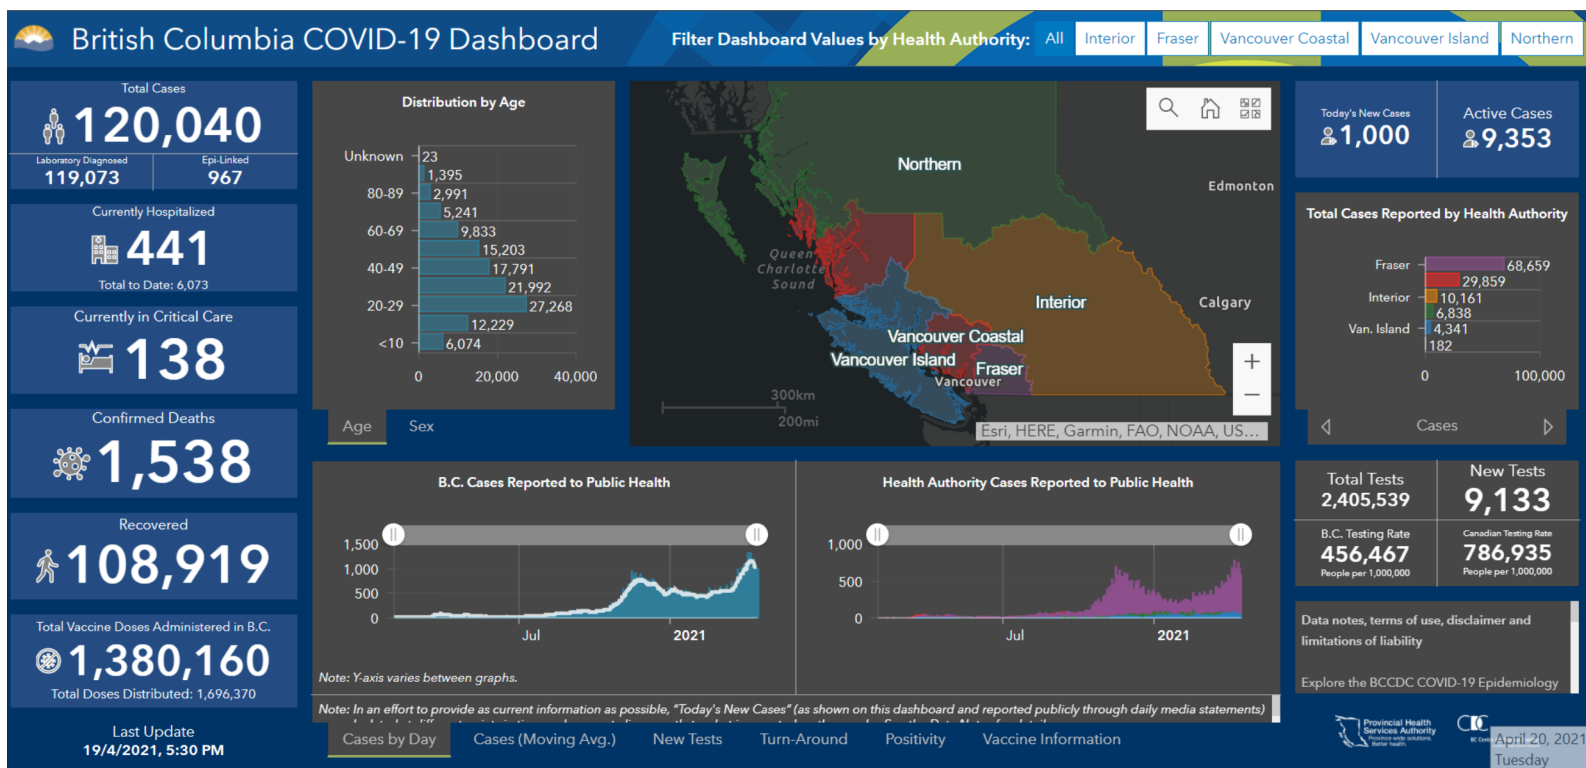 British Columbia COVID-19 Dashboard
Filter Dashboard Values by Health Authority: All Interior Fraser Vancouver Coastal Vancouver Island Northern
Total Cases
120,040
Laboratory Diagnosed
119,073
Epi-Linked
967
Currently Hospitalized
441
Total to Date: 6,073
Currently in Critical Care
138
Confirmed Deaths
1,538
Recovered
108,919
Total Vaccine Doses Administered in B.C.
1,380,160
Total Doses Distributed: 1,696,370
Last Update
19/4/2021, 5:30 PM
Distribution by Age
Unknown 23
1,395
80-89 2,991
5,241
60-69 9,833
15,203
40-49 17,791
21,992
20-29 27,268
12,229
<10 6,074
0 20,000 40,000
Age Sex
Northern
Edmonton
Queen
Charlotte
Sound
Interior
Calgary
Vancouver Coastal
Vancouver Island
Fraser
Vancouver
300km
200mi
+
−
Esri, HERE, Garmin, FAO, NOAA, US...
Today's New Cases
1,000
Active Cases
9,353
Total Cases Reported by Health Authority
Fraser 68,659
29,859
Interior 10,161
6,838
Van. Island 4,341
182
0 100,000
Cases
B.C. Cases Reported to Public Health
1,500
1,000
500
0
Jul 2021
Note: Y-axis varies between graphs.
Health Authority Cases Reported to Public Health
1,000
500
0
Jul 2021
Note: In an effort to provide as current information as possible, "Today's New Cases" (as shown on this dashboard and reported publicly through daily media statements)
Cases by Day Cases (Moving Avg.) New Tests Turn-Around Positivity Vaccine Information
Total Tests
2,405,539
New Tests
9,133
B.C. Testing Rate
456,467
People per 1,000,000
Canadian Testing Rate
786,935
People per 1,000,000
Data notes, terms of use, disclaimer and
limitations of liability
Explore the BCCDC COVID-19 Epidemiology
Provincial Health
Services Authority
Province-wide solutions.
Better health.
BC
April 20, 2021
Tuesday